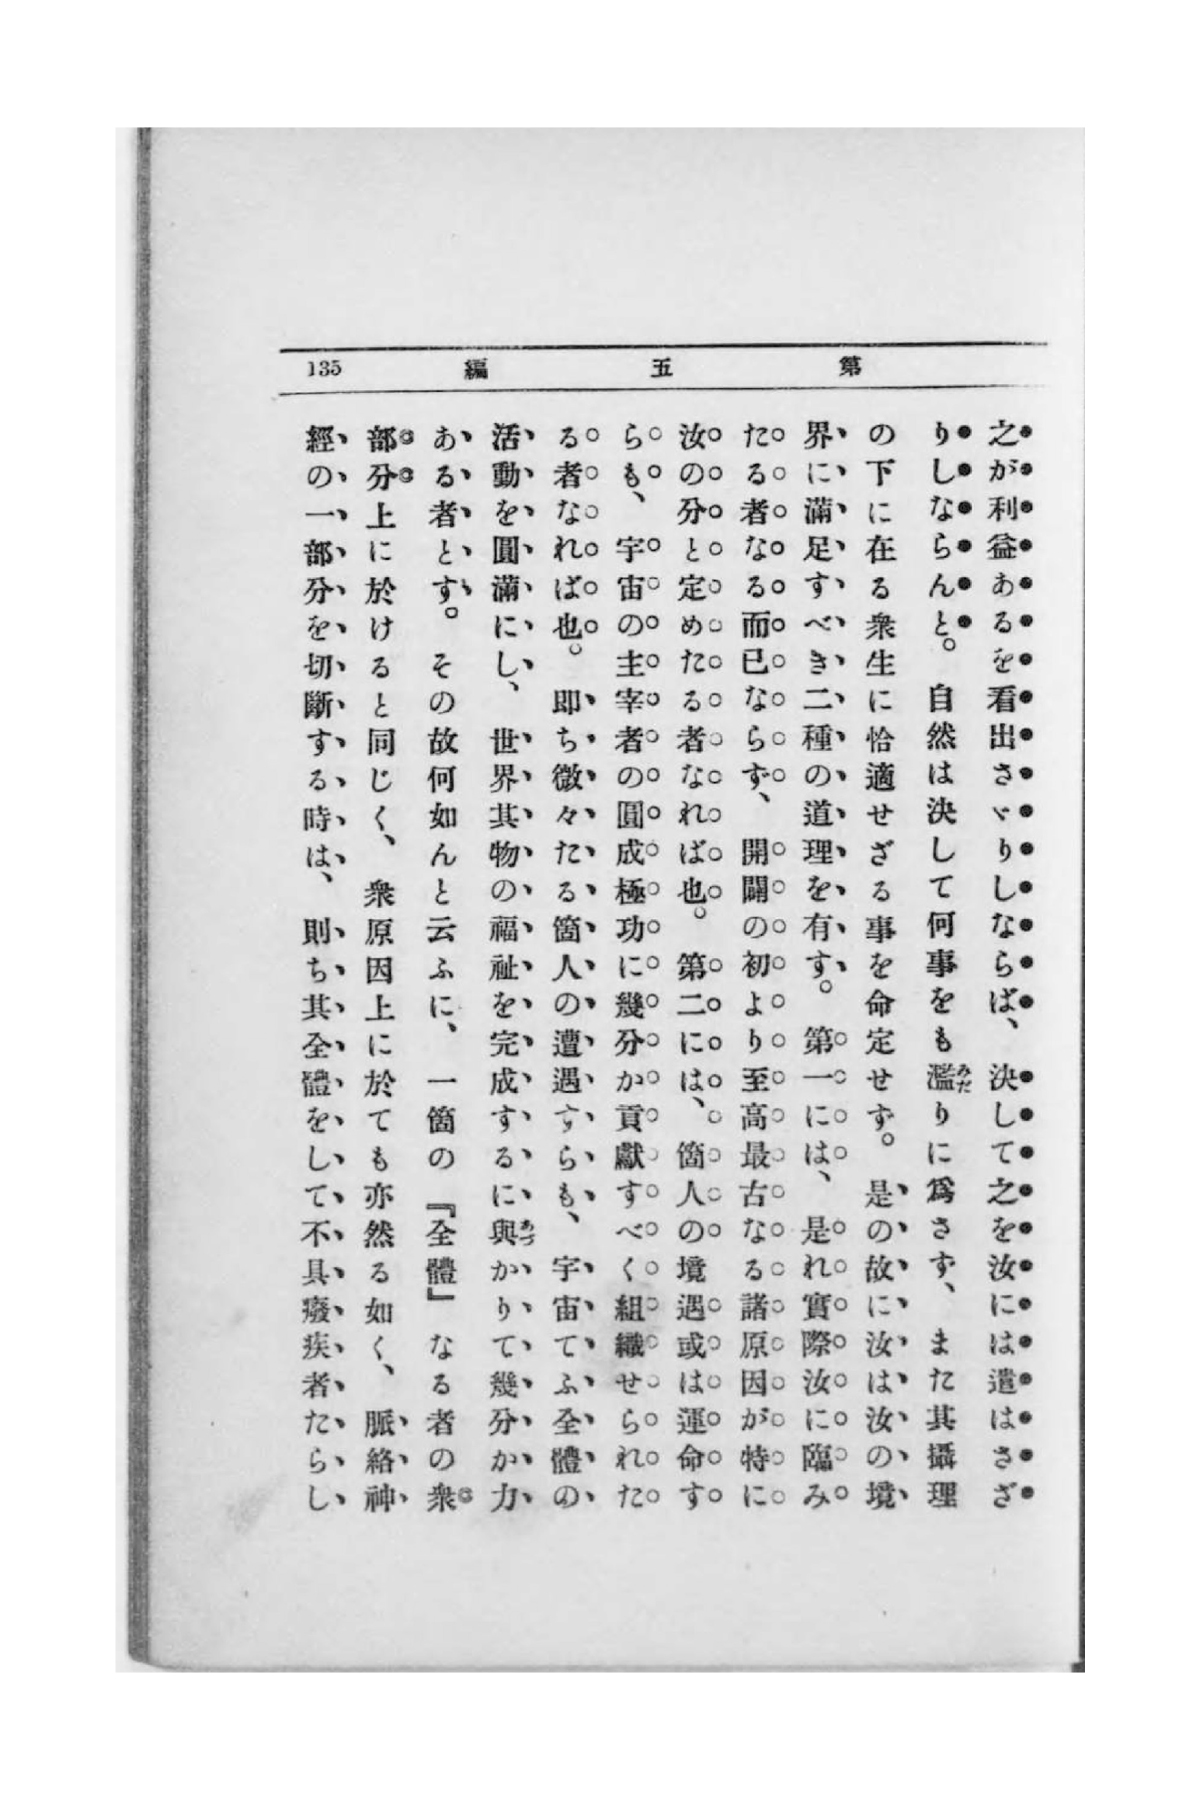 第五編
135
之が利益あるを看出さゞりしならば、決して之を汝には遣はさざ
りしならんと。自然は決して何事をも濫りに爲さず、また其攝理
の下に在る衆生に恰適せざる事を命定せず。是の故に汝は汝の境
界に滿足すべき二種の道理を有す。第一には、是れ實際汝に臨み
たる者なる而已ならず、開闢の初より至高最古なる諸原因が特に
汝の分と定めたる者なれば也。第二には、箇人の境遇或は運命す
らも、宇宙の主宰者の圓成極功に幾分か貢獻すべく組織せられた
る者なれば也。即ち微々たる箇人の遭遇すらも、宇宙てふ全體の
活動を圓滿にし、世界其物の福祉を完成するに與かりて幾分か力
ある者とす。その故何如んと云ふに、一箇の『全體』なる者の衆
部分上に於けると同じく、衆原因上に於ても亦然る如く、脈絡神
經の一部分を切斷する時は、則ち其全體をして不具癈疾者たらし